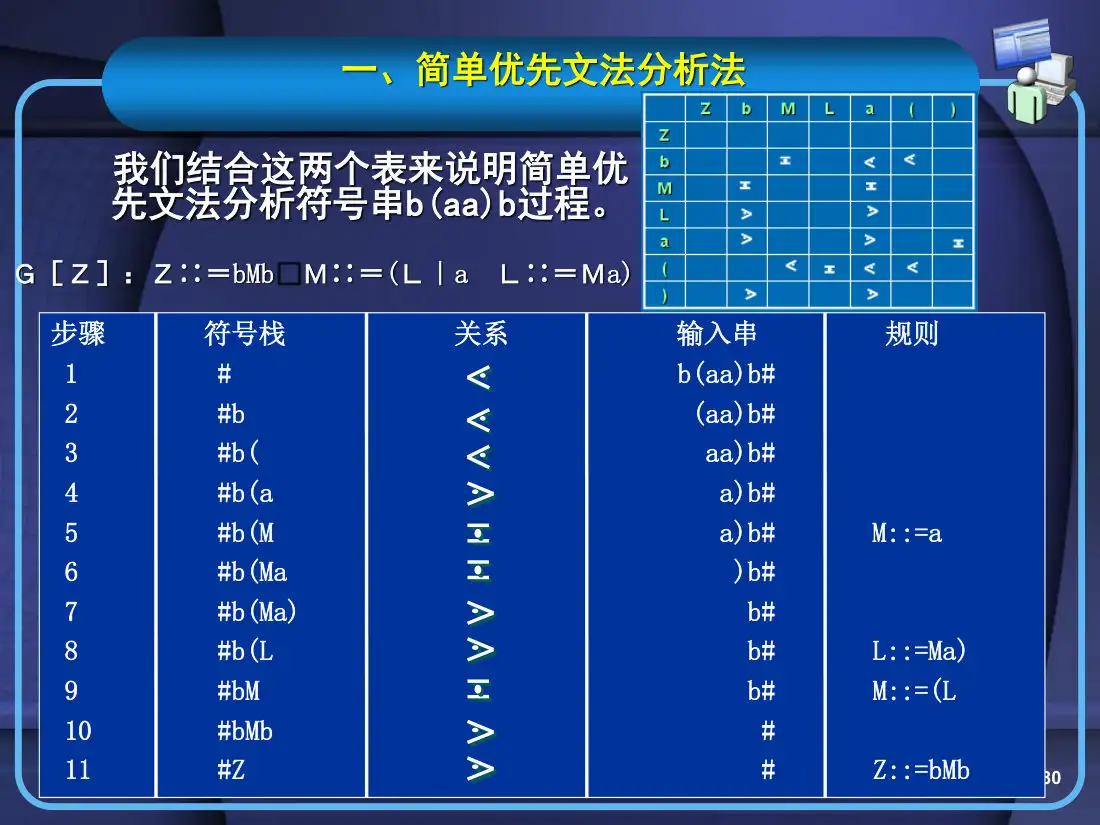 一、简单优先文法分析法
Z b M L a ( )
Z
b ≖ ⋖ ⋖
M ≖ ≖
L ⋗ ⋗
a ⋗ ⋗ ≖
( ⋖ ≖ ⋖ ⋖
) ⋗ ⋗
我们结合这两个表来说明简单优
先文法分析符号串b(aa)b过程。
G［Z］：Z∷＝bMb□M∷＝(L｜a L∷＝Ma)
步骤 符号栈 关系 输入串 规则
1 # ⋖ b(aa)b#
2 #b ⋖ (aa)b#
3 #b( ⋖ aa)b#
4 #b(a ⋗ a)b#
5 #b(M ≖ a)b# M::=a
6 #b(Ma ≖ )b#
7 #b(Ma) ⋗ b#
8 #b(L ⋗ b# L::=Ma)
9 #bM ≖ b# M::=(L
10 #bMb ⋗ #
11 #Z ⋗ # Z::=bMb